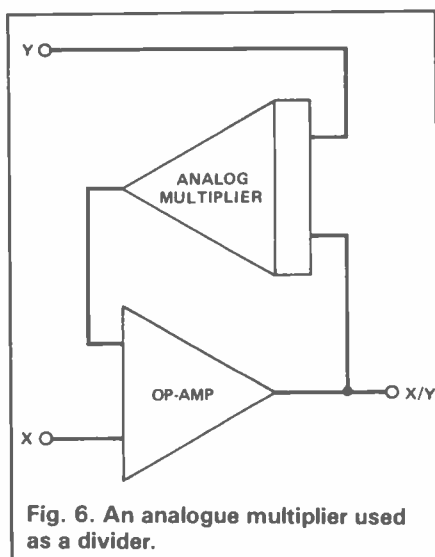 Y
ANALOG
MULTIPLIER
OP-AMP
X/Y
X
Fig. 6. An analogue multiplier used
as a divider.